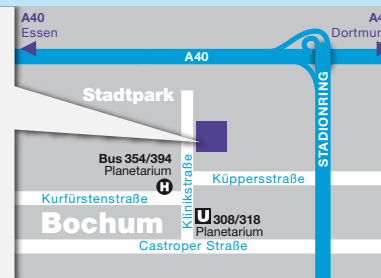 A40
Essen
A4
Dortmun
A40
Stadtpark
STADIONRING
Bus 354/394
Planetarium
H
Klinikstraße
Küppersstraße
Kurfürstenstraße
U 308/318
Planetarium
Bochum
Castroper Straße